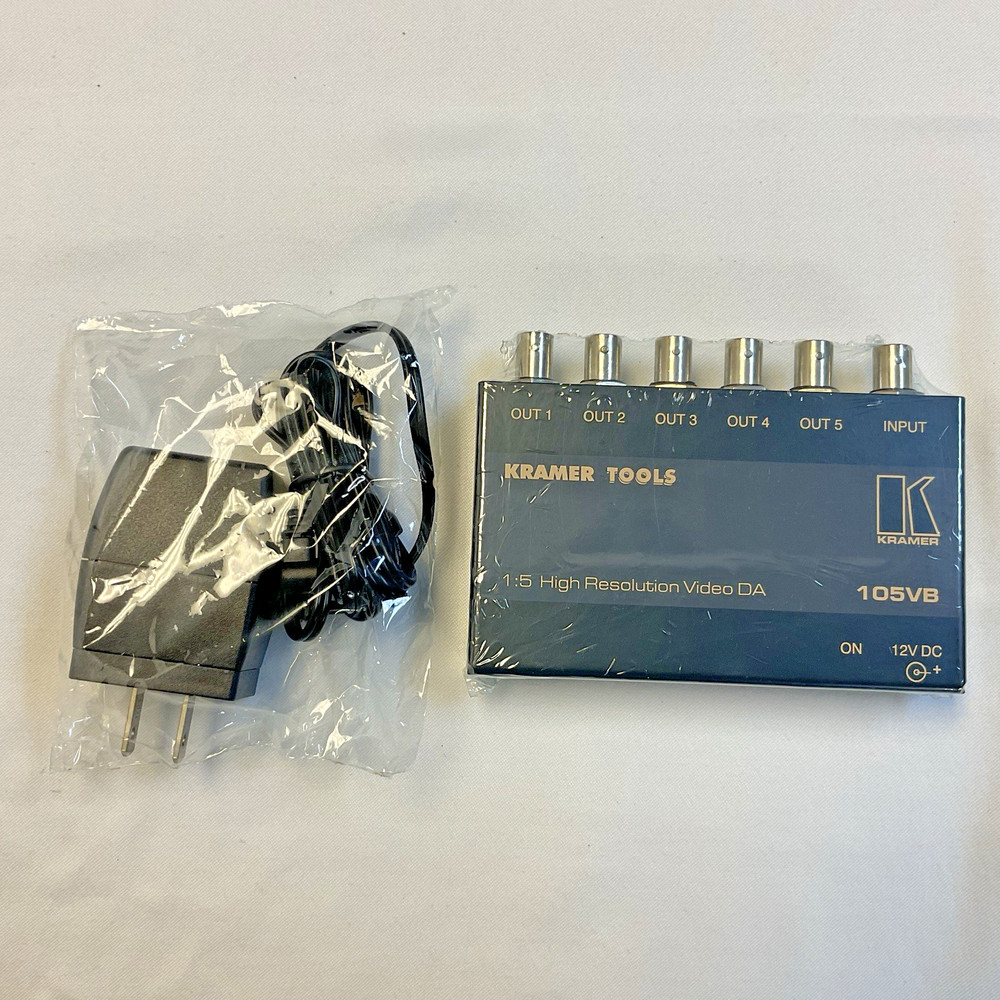 OUT 1 OUT 2 OUT 3 OUT 4 OUT 5 INPUT
KRAMER TOOLS
K
KRAMER
1:5 High Resolution Video DA 105VB
ON 12V DC
+